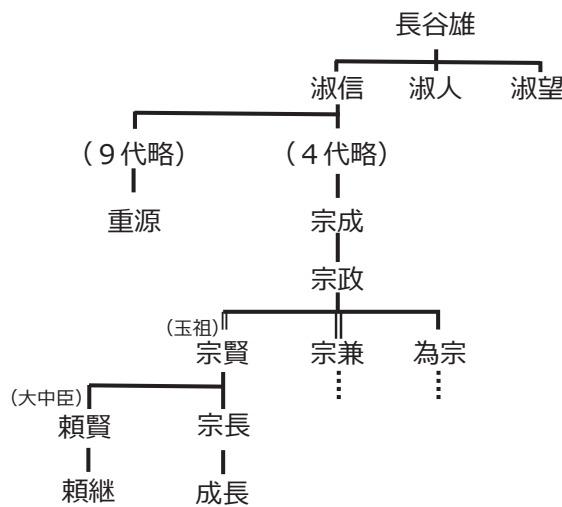 長谷雄
淑信 淑人 淑望
（９代略） （４代略）
重源 宗成
宗政
(玉祖)
宗賢 宗兼 為宗
(大中臣)
頼賢 宗長
頼継 成長